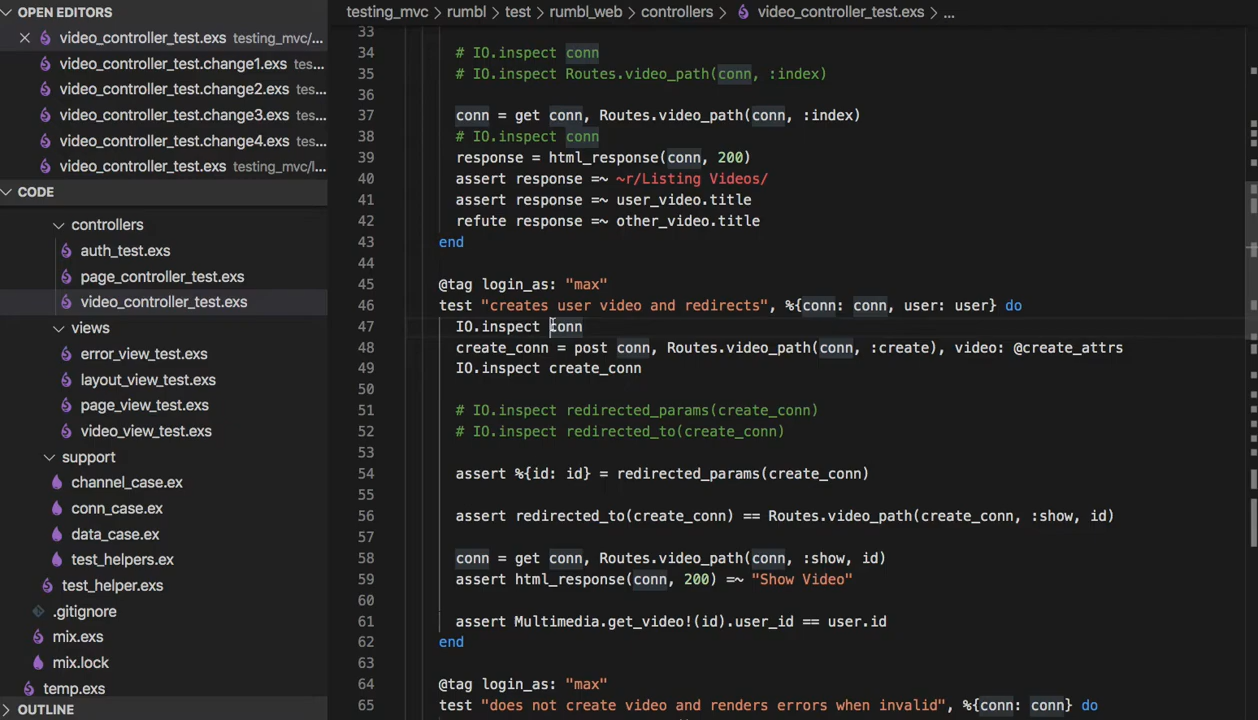 OPEN EDITORS
video_controller_test.exs testing_mvc/...
video_controller_test.change1.exs tes...
video_controller_test.change2.exs tes...
video_controller_test.change3.exs tes...
video_controller_test.change4.exs tes...
video_controller_test.exs testing_mvc/l...
CODE
controllers
auth_test.exs
page_controller_test.exs
video_controller_test.exs
views
error_view_test.exs
layout_view_test.exs
page_view_test.exs
video_view_test.exs
support
channel_case.ex
conn_case.ex
data_case.ex
test_helpers.ex
test_helper.exs
.gitignore
mix.exs
mix.lock
temp.exs
OUTLINE
testing_mvc > rumbl > test > rumbl_web > controllers > video_controller_test.exs > ...
33
34 # IO.inspect conn
35 # IO.inspect Routes.video_path(conn, :index)
36
37 conn = get conn, Routes.video_path(conn, :index)
38 # IO.inspect conn
39 response = html_response(conn, 200)
40 assert response =~ ~r/Listing Videos/
41 assert response =~ user_video.title
42 refute response =~ other_video.title
43 end
44
45 @tag login_as: "max"
46 test "creates user video and redirects", %{conn: conn, user: user} do
47 IO.inspect conn
48 create_conn = post conn, Routes.video_path(conn, :create), video: @create_attrs
49 IO.inspect create_conn
50
51 # IO.inspect redirected_params(create_conn)
52 # IO.inspect redirected_to(create_conn)
53
54 assert %{id: id} = redirected_params(create_conn)
55
56 assert redirected_to(create_conn) == Routes.video_path(create_conn, :show, id)
57
58 conn = get conn, Routes.video_path(conn, :show, id)
59 assert html_response(conn, 200) =~ "Show Video"
60
61 assert Multimedia.get_video!(id).user_id == user.id
62 end
63
64 @tag login_as: "max"
65 test "does not create video and renders errors when invalid", %{conn: conn} do